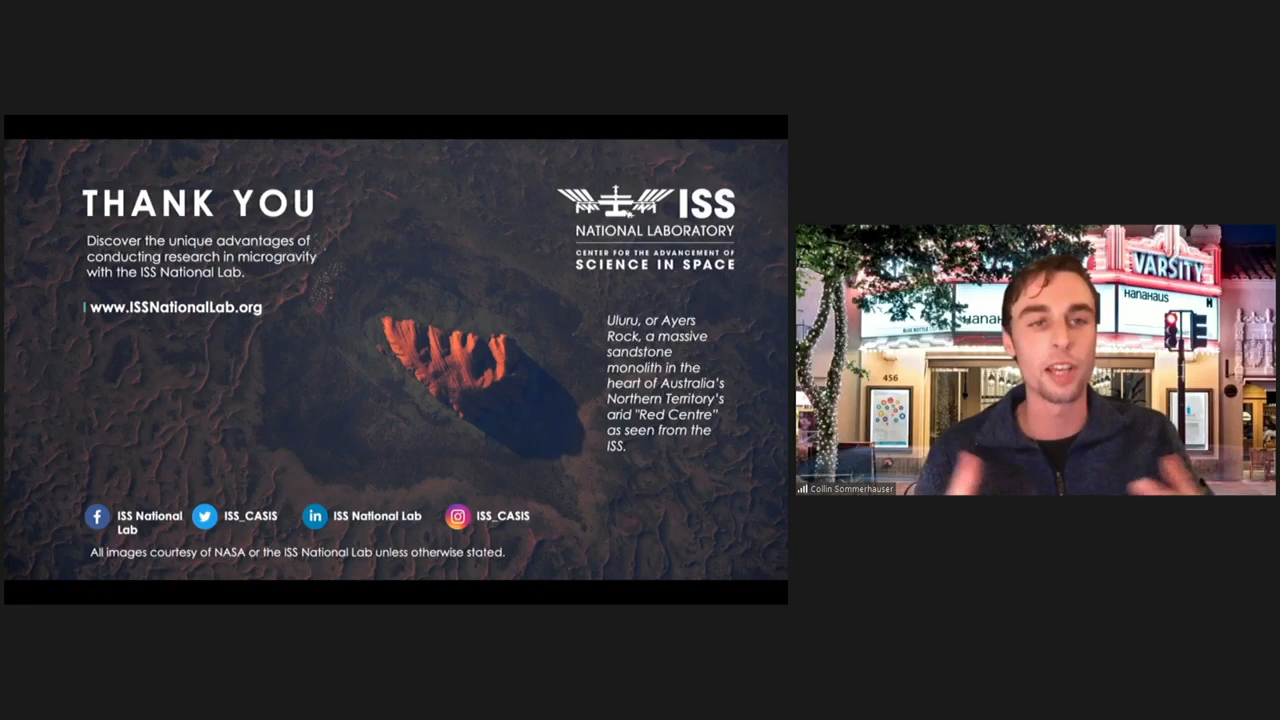 THANK YOU
Discover the unique advantages of
conducting research in microgravity
with the ISS National Lab.
www.ISSNationalLab.org
ISS
NATIONAL LABORATORY
CENTER FOR THE ADVANCEMENT OF
SCIENCE IN SPACE
Uluru, or Ayers
Rock, a massive
sandstone
monolith in the
heart of Australia's
Northern Territory's
arid "Red Centre"
as seen from the
ISS.
f
ISS National
Lab
ISS_CASIS
in
ISS National Lab
ISS_CASIS
All images courtesy of NASA or the ISS National Lab unless otherwise stated.
VARSITY
HANAHAUS
HANAH
BLUE BOTTLE
456
Collin Sommerhauser